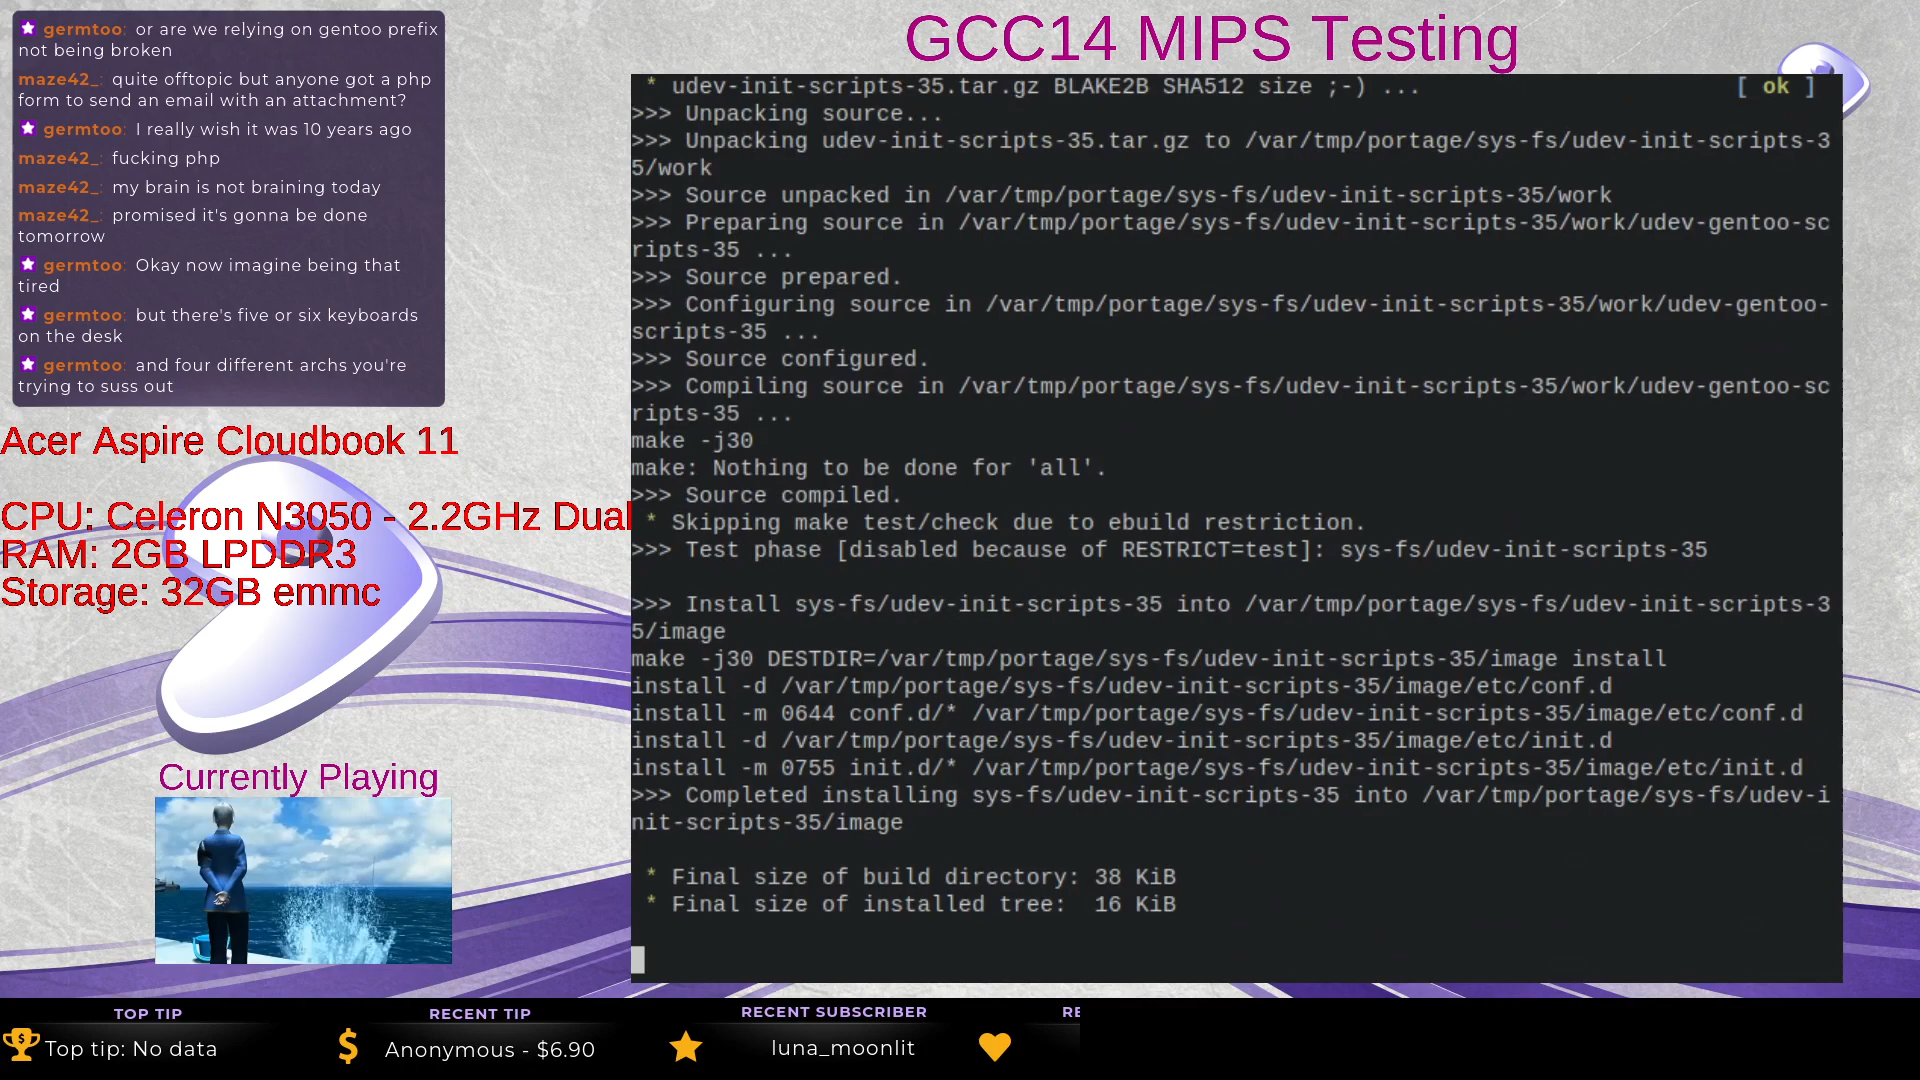 germtoo: or are we relying on gentoo prefix
not being broken
maze42_: quite offtopic but anyone got a php
form to send an email with an attachment?
germtoo: I really wish it was 10 years ago
maze42_: fucking php
maze42_: my brain is not braining today
maze42_: promised it's gonna be done
tomorrow
germtoo: Okay now imagine being that
tired
germtoo: but there's five or six keyboards
on the desk
germtoo: and four different archs you're
trying to suss out
Acer Aspire Cloudbook 11
CPU: Celeron N3050 - 2.2GHz Dual
RAM: 2GB LPDDR3
Storage: 32GB emmc
Currently Playing
GCC14 MIPS Testing
* udev-init-scripts-35.tar.gz BLAKE2B SHA512 size ;-) ... [ ok ]
>>> Unpacking source...
>>> Unpacking udev-init-scripts-35.tar.gz to /var/tmp/portage/sys-fs/udev-init-scripts-3
5/work
>>> Source unpacked in /var/tmp/portage/sys-fs/udev-init-scripts-35/work
>>> Preparing source in /var/tmp/portage/sys-fs/udev-init-scripts-35/work/udev-gentoo-sc
ripts-35 ...
>>> Source prepared.
>>> Configuring source in /var/tmp/portage/sys-fs/udev-init-scripts-35/work/udev-gentoo-
scripts-35 ...
>>> Source configured.
>>> Compiling source in /var/tmp/portage/sys-fs/udev-init-scripts-35/work/udev-gentoo-sc
ripts-35 ...
make -j30
make: Nothing to be done for 'all'.
>>> Source compiled.
* Skipping make test/check due to ebuild restriction.
>>> Test phase [disabled because of RESTRICT=test]: sys-fs/udev-init-scripts-35
>>> Install sys-fs/udev-init-scripts-35 into /var/tmp/portage/sys-fs/udev-init-scripts-3
5/image
make -j30 DESTDIR=/var/tmp/portage/sys-fs/udev-init-scripts-35/image install
install -d /var/tmp/portage/sys-fs/udev-init-scripts-35/image/etc/conf.d
install -m 0644 conf.d/* /var/tmp/portage/sys-fs/udev-init-scripts-35/image/etc/conf.d
install -d /var/tmp/portage/sys-fs/udev-init-scripts-35/image/etc/init.d
install -m 0755 init.d/* /var/tmp/portage/sys-fs/udev-init-scripts-35/image/etc/init.d
>>> Completed installing sys-fs/udev-init-scripts-35 into /var/tmp/portage/sys-fs/udev-i
nit-scripts-35/image
* Final size of build directory: 38 KiB
* Final size of installed tree:  16 KiB
TOP TIP
Top tip: No data
RECENT TIP
Anonymous - $6.90
RECENT SUBSCRIBER
luna_moonlit